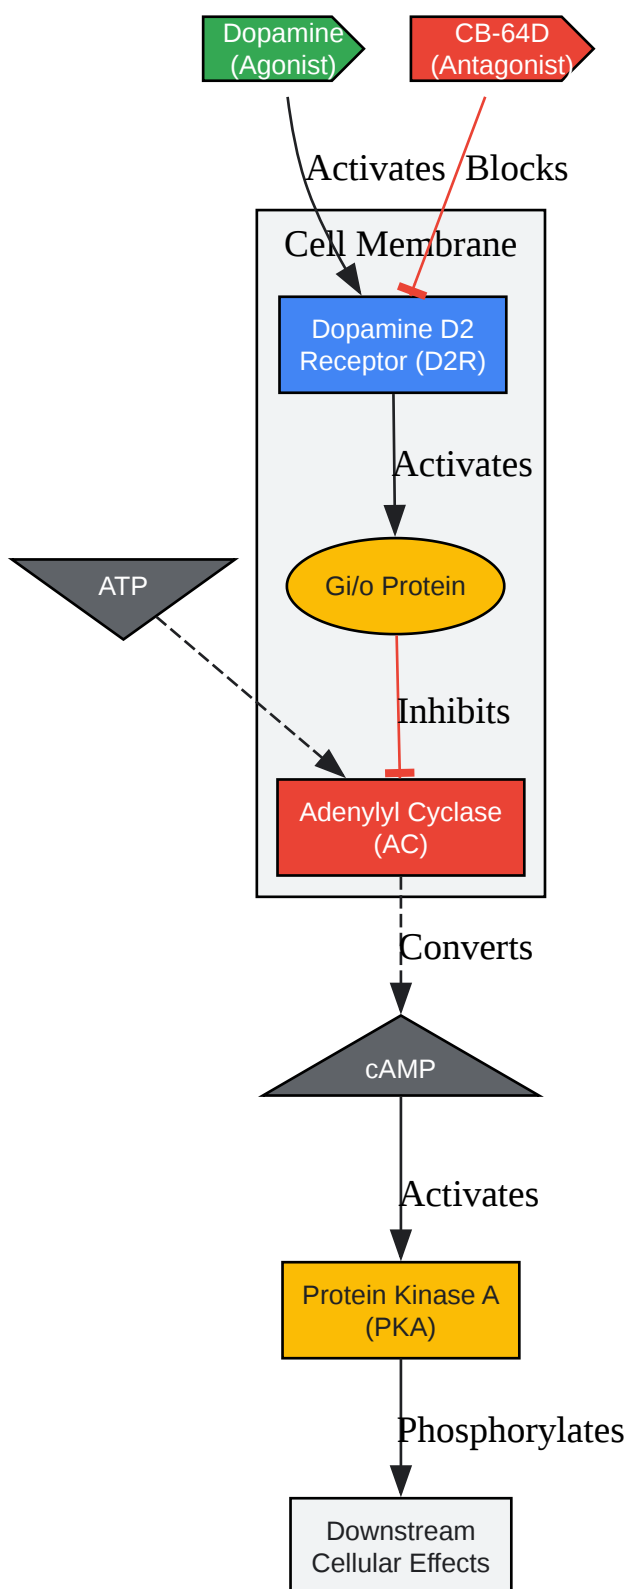 Dopamine
(Agonist)
CB-64D
(Antagonist)
Activates
Blocks
Cell Membrane
Dopamine D2
Receptor (D2R)
Activates
ATP
Gi/o Protein
Inhibits
Adenylyl Cyclase
(AC)
Converts
cAMP
Activates
Protein Kinase A
(PKA)
Phosphorylates
Downstream
Cellular Effects